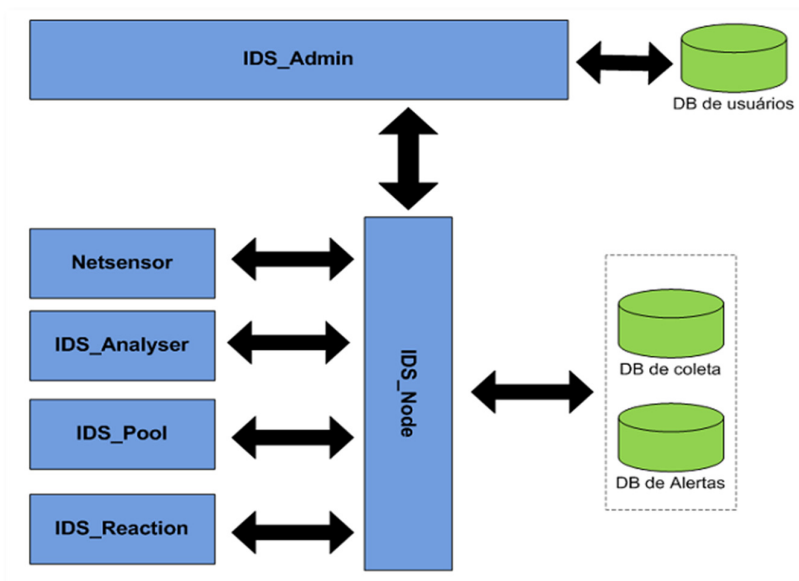 IDS_Admin
DB de usuários
Netsensor
IDS_Analyser
IDS_Pool
IDS_Reaction
IDS_Node
DB de coleta
DB de Alertas